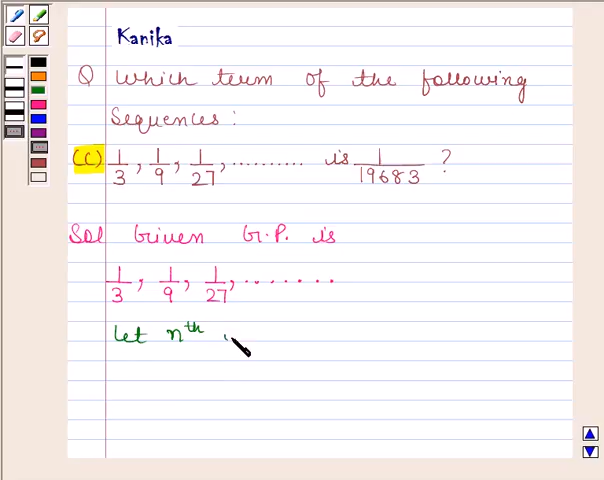 Kanika
Q Which term of the following
Sequences :
(C) 1/3 , 1/9 , 1/27 , .......... is 1/19683 ?
Sol Given G.P. is
1/3 , 1/9 , 1/27 , .......
Let nth